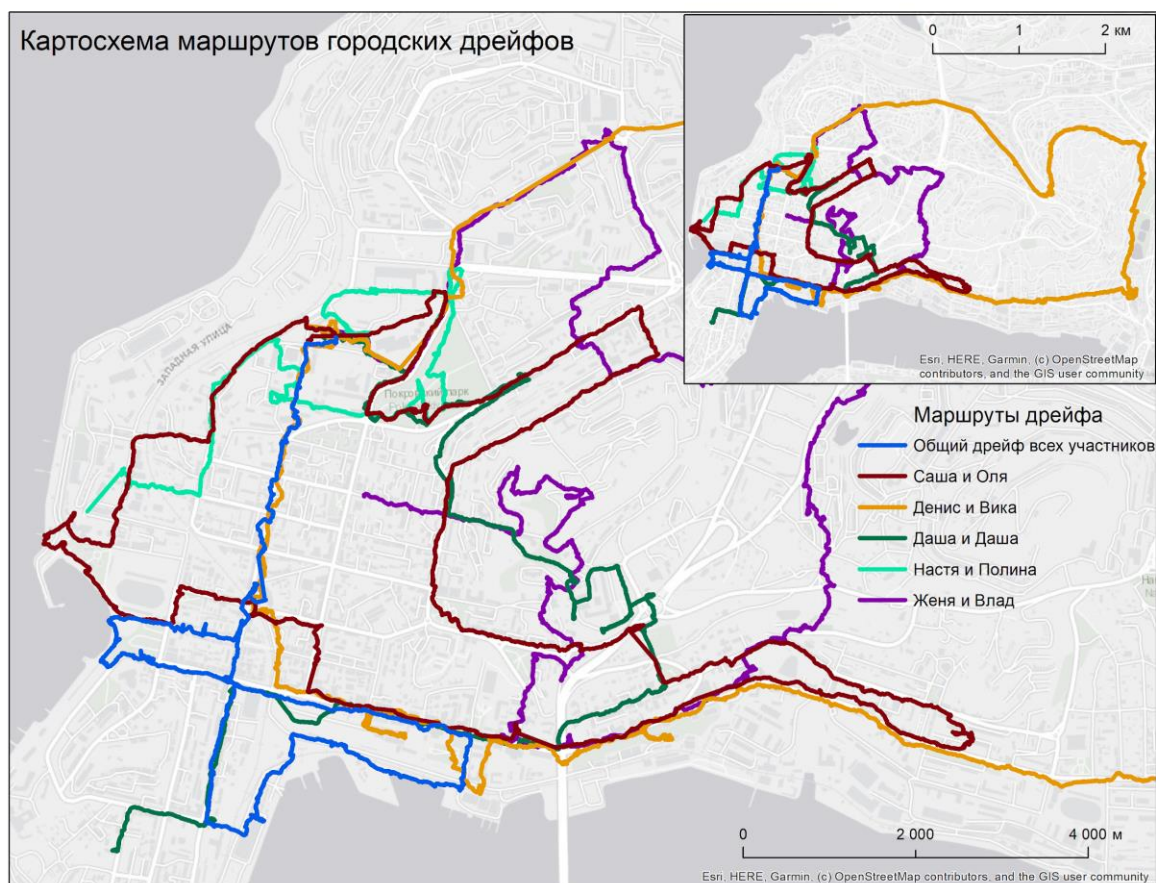 Картосхема маршрутов городских дрейфов
0 1 2 км
Esri, HERE, Garmin, (c) OpenStreetMap
contributors, and the GIS user community
ЗАПАДНАЯ УЛИЦА
Покровский парк
Маршруты дрейфа
Общий дрейф всех участников
Саша и Оля
Денис и Вика
Даша и Даша
Настя и Полина
Женя и Влад
0 2 000 4 000 м
Esri, HERE, Garmin, (c) OpenStreetMap contributors, and the GIS user community